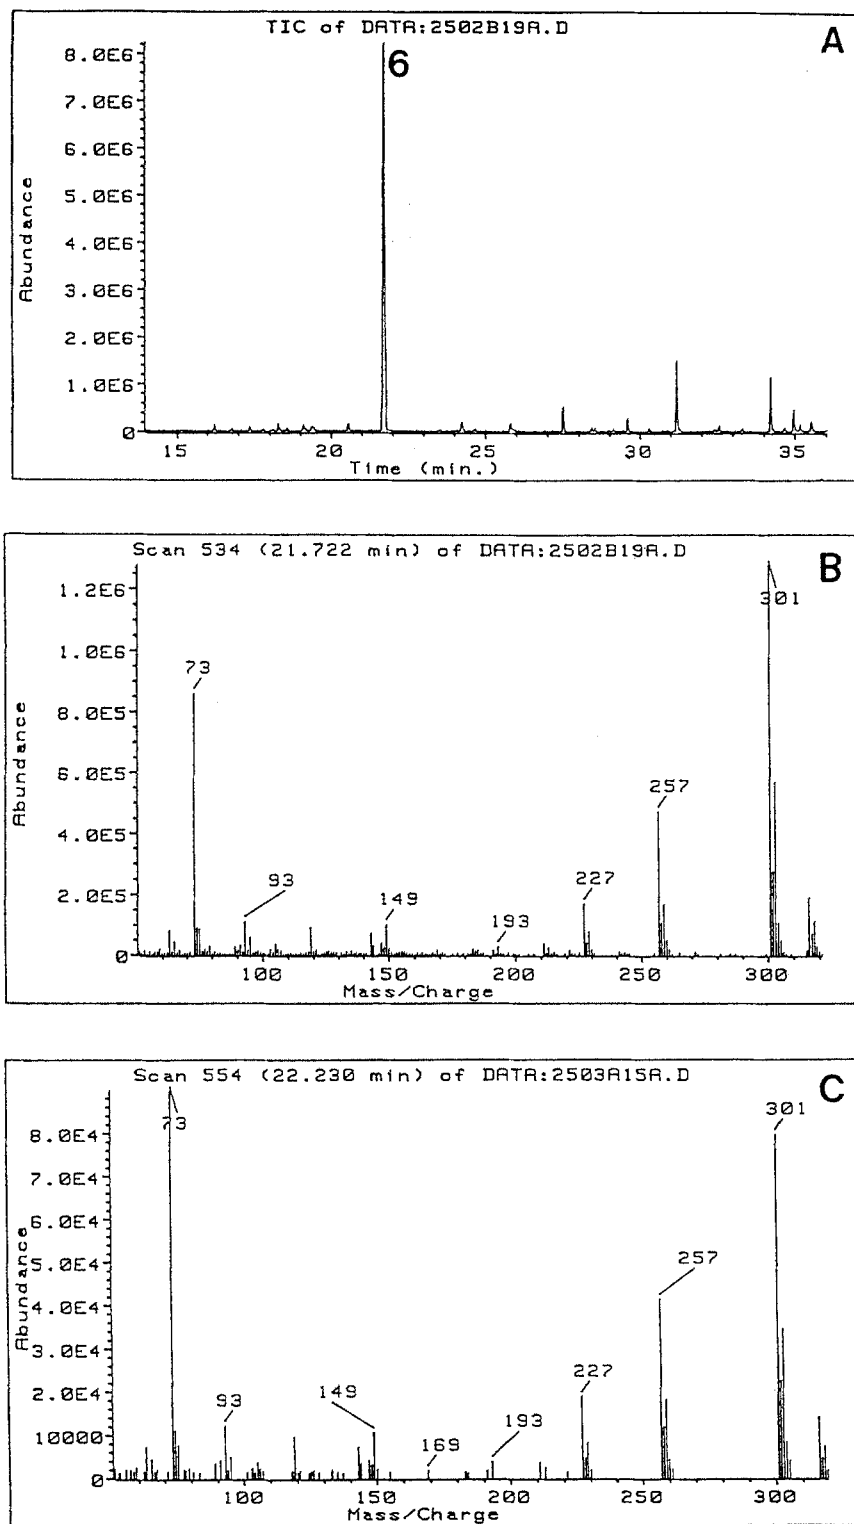 TIC of DATA:2502B19A.D
A
6
8.0E6
7.0E6
6.0E6
5.0E6
4.0E6
3.0E6
2.0E6
1.0E6
0
Abundance
15 20 25 30 35
Time (min.)
Scan 534 (21.722 min) of DATA:2502B19A.D
B
1.2E6
1.0E6
8.0E5
6.0E5
4.0E5
2.0E5
0
Abundance
73
93
149
193
227
257
301
100 150 200 250 300
Mass/Charge
Scan 554 (22.230 min) of DATA:2503A15A.D
C
8.0E4
7.0E4
6.0E4
5.0E4
4.0E4
3.0E4
2.0E4
10000
0
Abundance
73
93
149
169
193
227
257
301
100 150 200 250 300
Mass/Charge